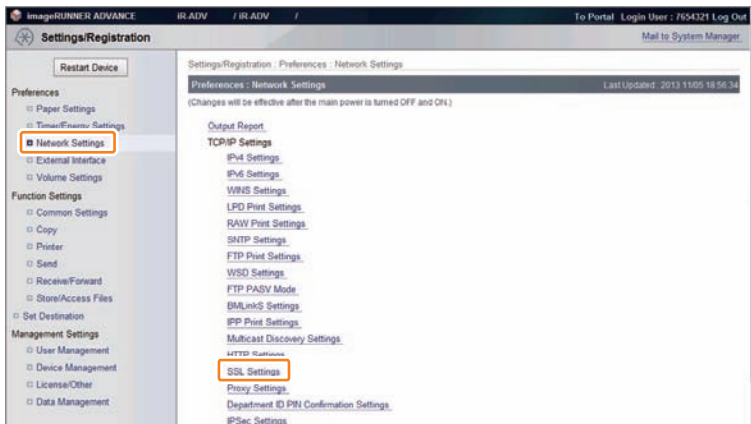 imageRUNNER ADVANCE iR-ADV / iR-ADV / To Portal Login User : 7654321 Log Out
Settings/Registration Mail to System Manager
Restart Device
Settings/Registration : Preferences : Network Settings
Preferences : Network Settings Last Updated : 2013 11/05 18:56:34
(Changes will be effective after the main power is turned OFF and ON.)
Preferences
Paper Settings
Timer/Energy Settings
Network Settings
External Interface
Volume Settings
Function Settings
Common Settings
Copy
Printer
Send
Receive/Forward
Store/Access Files
Set Destination
Management Settings
User Management
Device Management
License/Other
Data Management
Output Report
TCP/IP Settings
IPv4 Settings
IPv6 Settings
WINS Settings
LPD Print Settings
RAW Print Settings
SNTP Settings
FTP Print Settings
WSD Settings
FTP PASV Mode
BMLinkS Settings
IPP Print Settings
Multicast Discovery Settings
HTTP Settings
SSL Settings
Proxy Settings
Department ID PIN Confirmation Settings
IPSec Settings